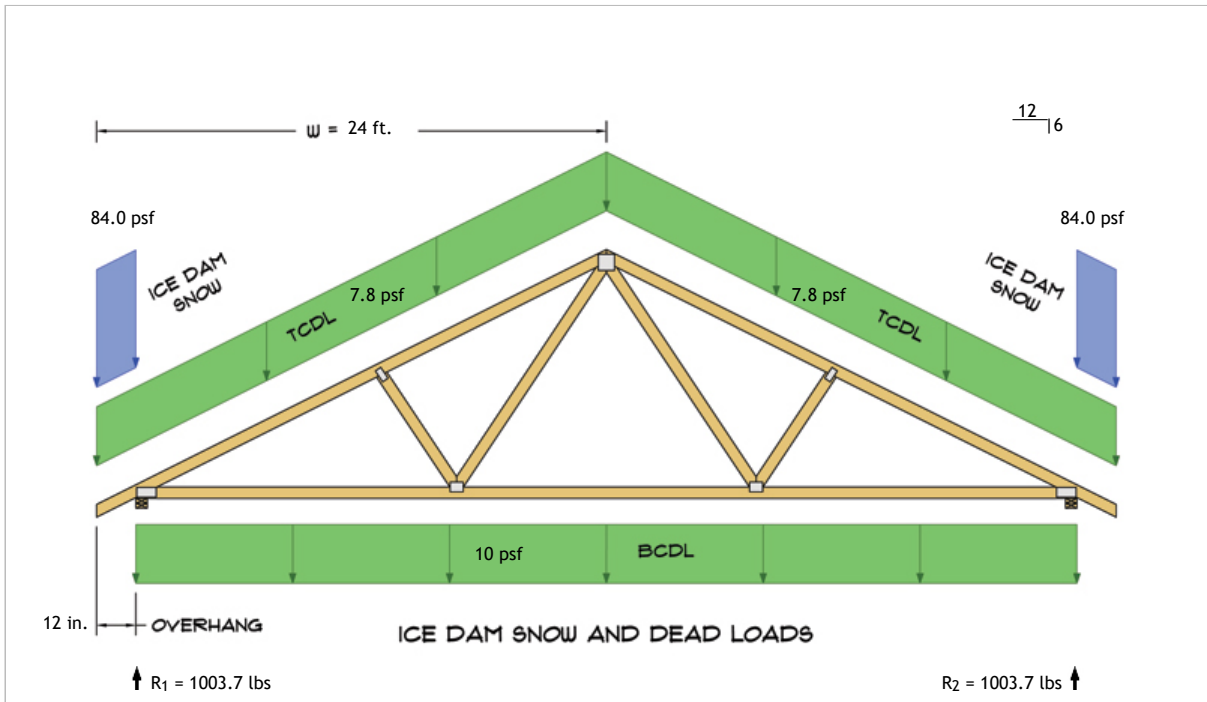 W = 24 ft.
12
6
84.0 psf
84.0 psf
ICE DAM
SNOW
ICE DAM
SNOW
7.8 psf
7.8 psf
TCDL
TCDL
10 psf
BCDL
12 in.
OVERHANG
ICE DAM SNOW AND DEAD LOADS
R1 = 1003.7 lbs
R2 = 1003.7 lbs